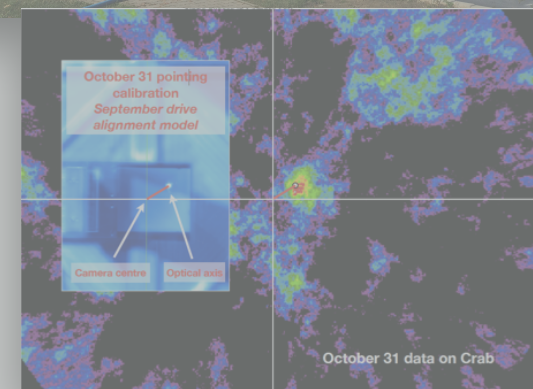 October 31 pointing
calibration
September drive
alignment model
Camera centre
Optical axis
October 31 data on Crab